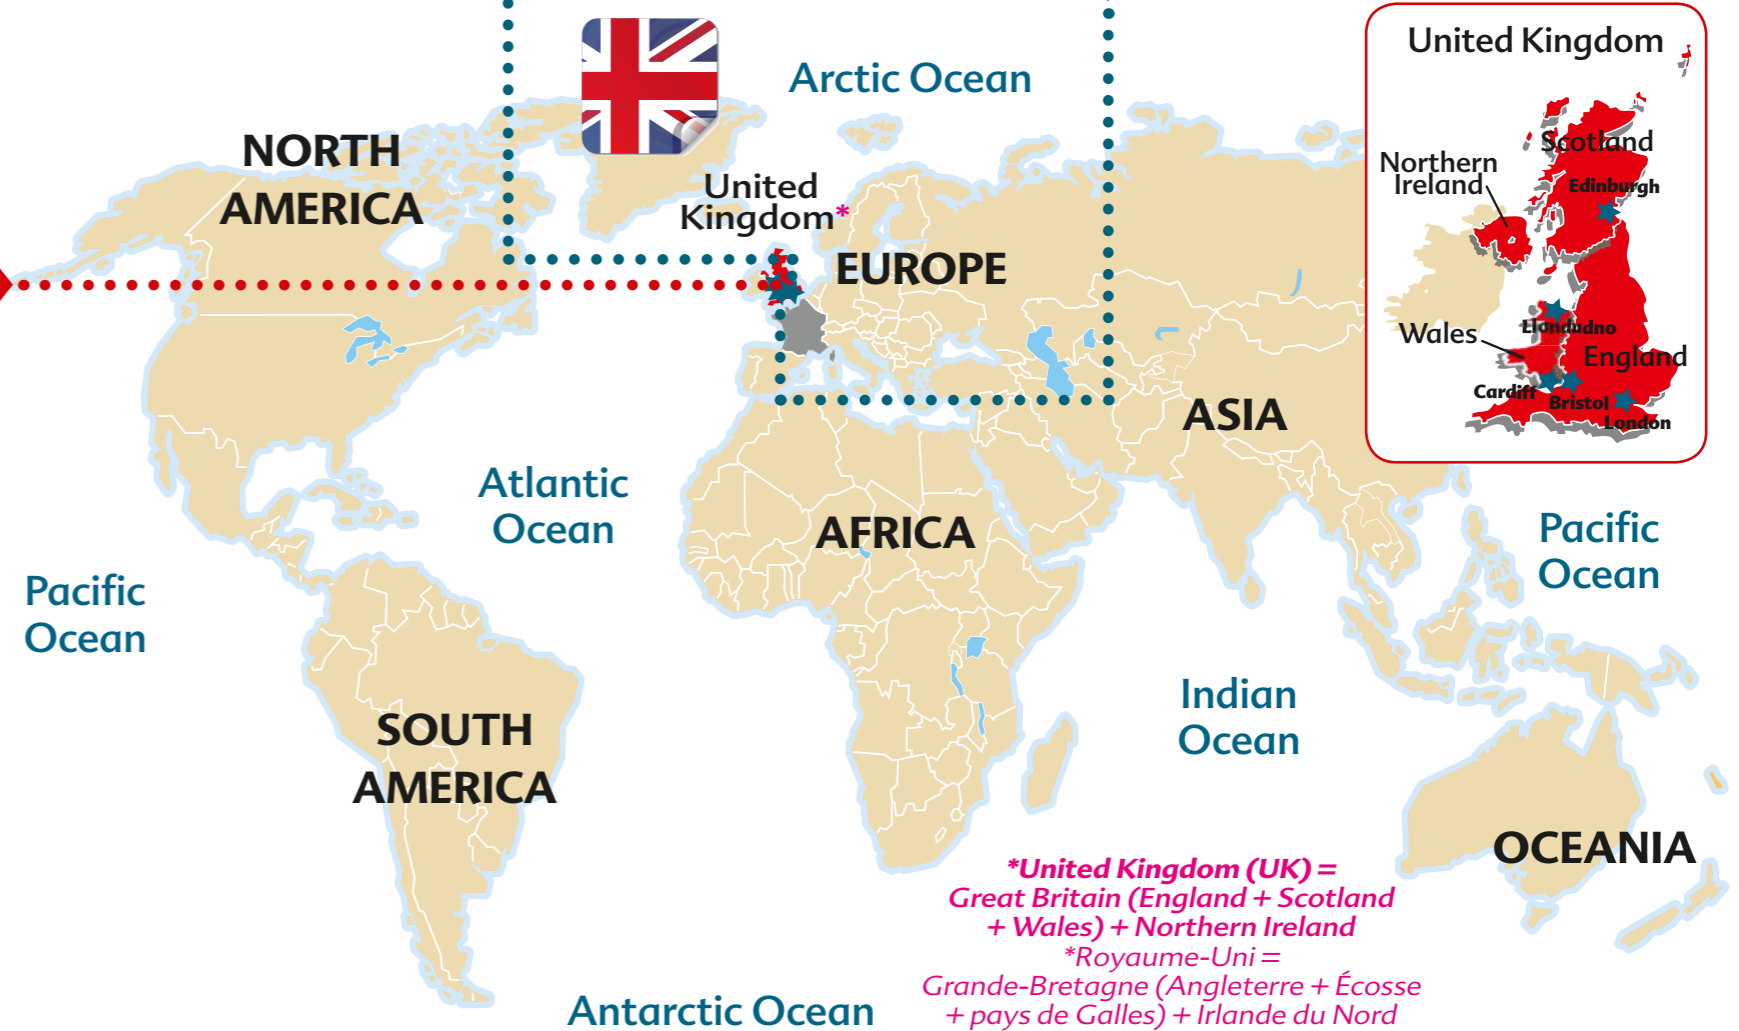 Arctic Ocean
NORTH
AMERICA
United
Kingdom*
EUROPE
ASIA
Atlantic
Ocean
AFRICA
Pacific
Ocean
Pacific
Ocean
Indian
Ocean
SOUTH
AMERICA
OCEANIA
Antarctic Ocean
United Kingdom
Scotland
Northern
Ireland
Edinburgh
Llandudno
Wales
England
Cardiff
Bristol
London
*United Kingdom (UK) =
Great Britain (England + Scotland
+ Wales) + Northern Ireland
*Royaume-Uni =
Grande-Bretagne (Angleterre + Écosse
+ pays de Galles) + Irlande du Nord